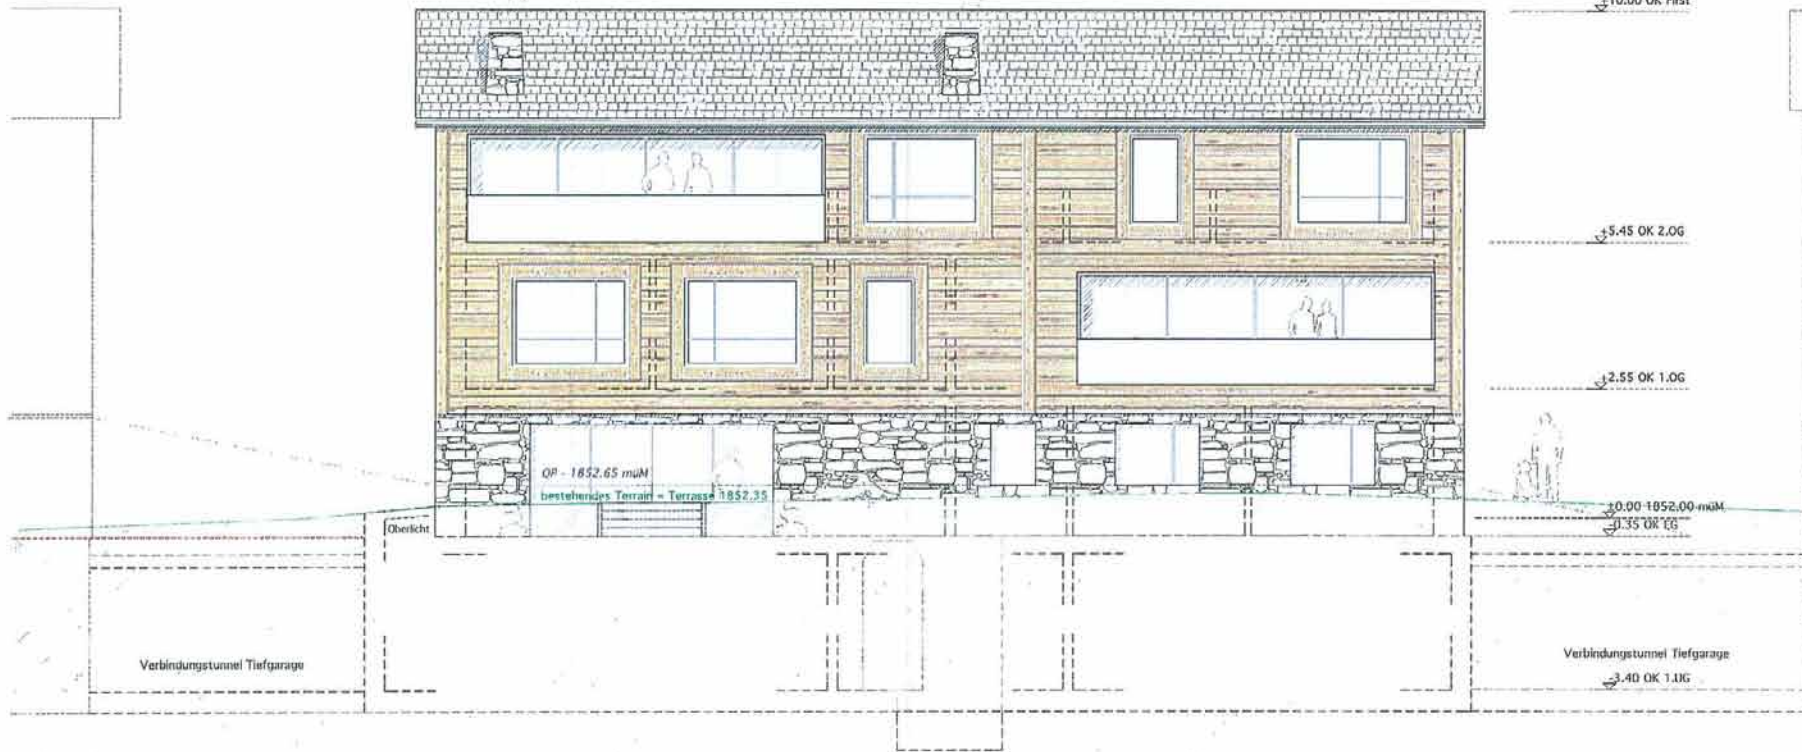 +10.00 OK First
+5.45 OK 2.OG
+2.55 OK 1.OG
OP - 1852.65 müM
bestehendes Terrain = Terrasse 1852.35
±0.00 1852.00 müM
-0.35 OK EG
Oberlicht
Verbindungstunnel Tiefgarage
Verbindungstunnel Tiefgarage
-3.40 OK 1.UG